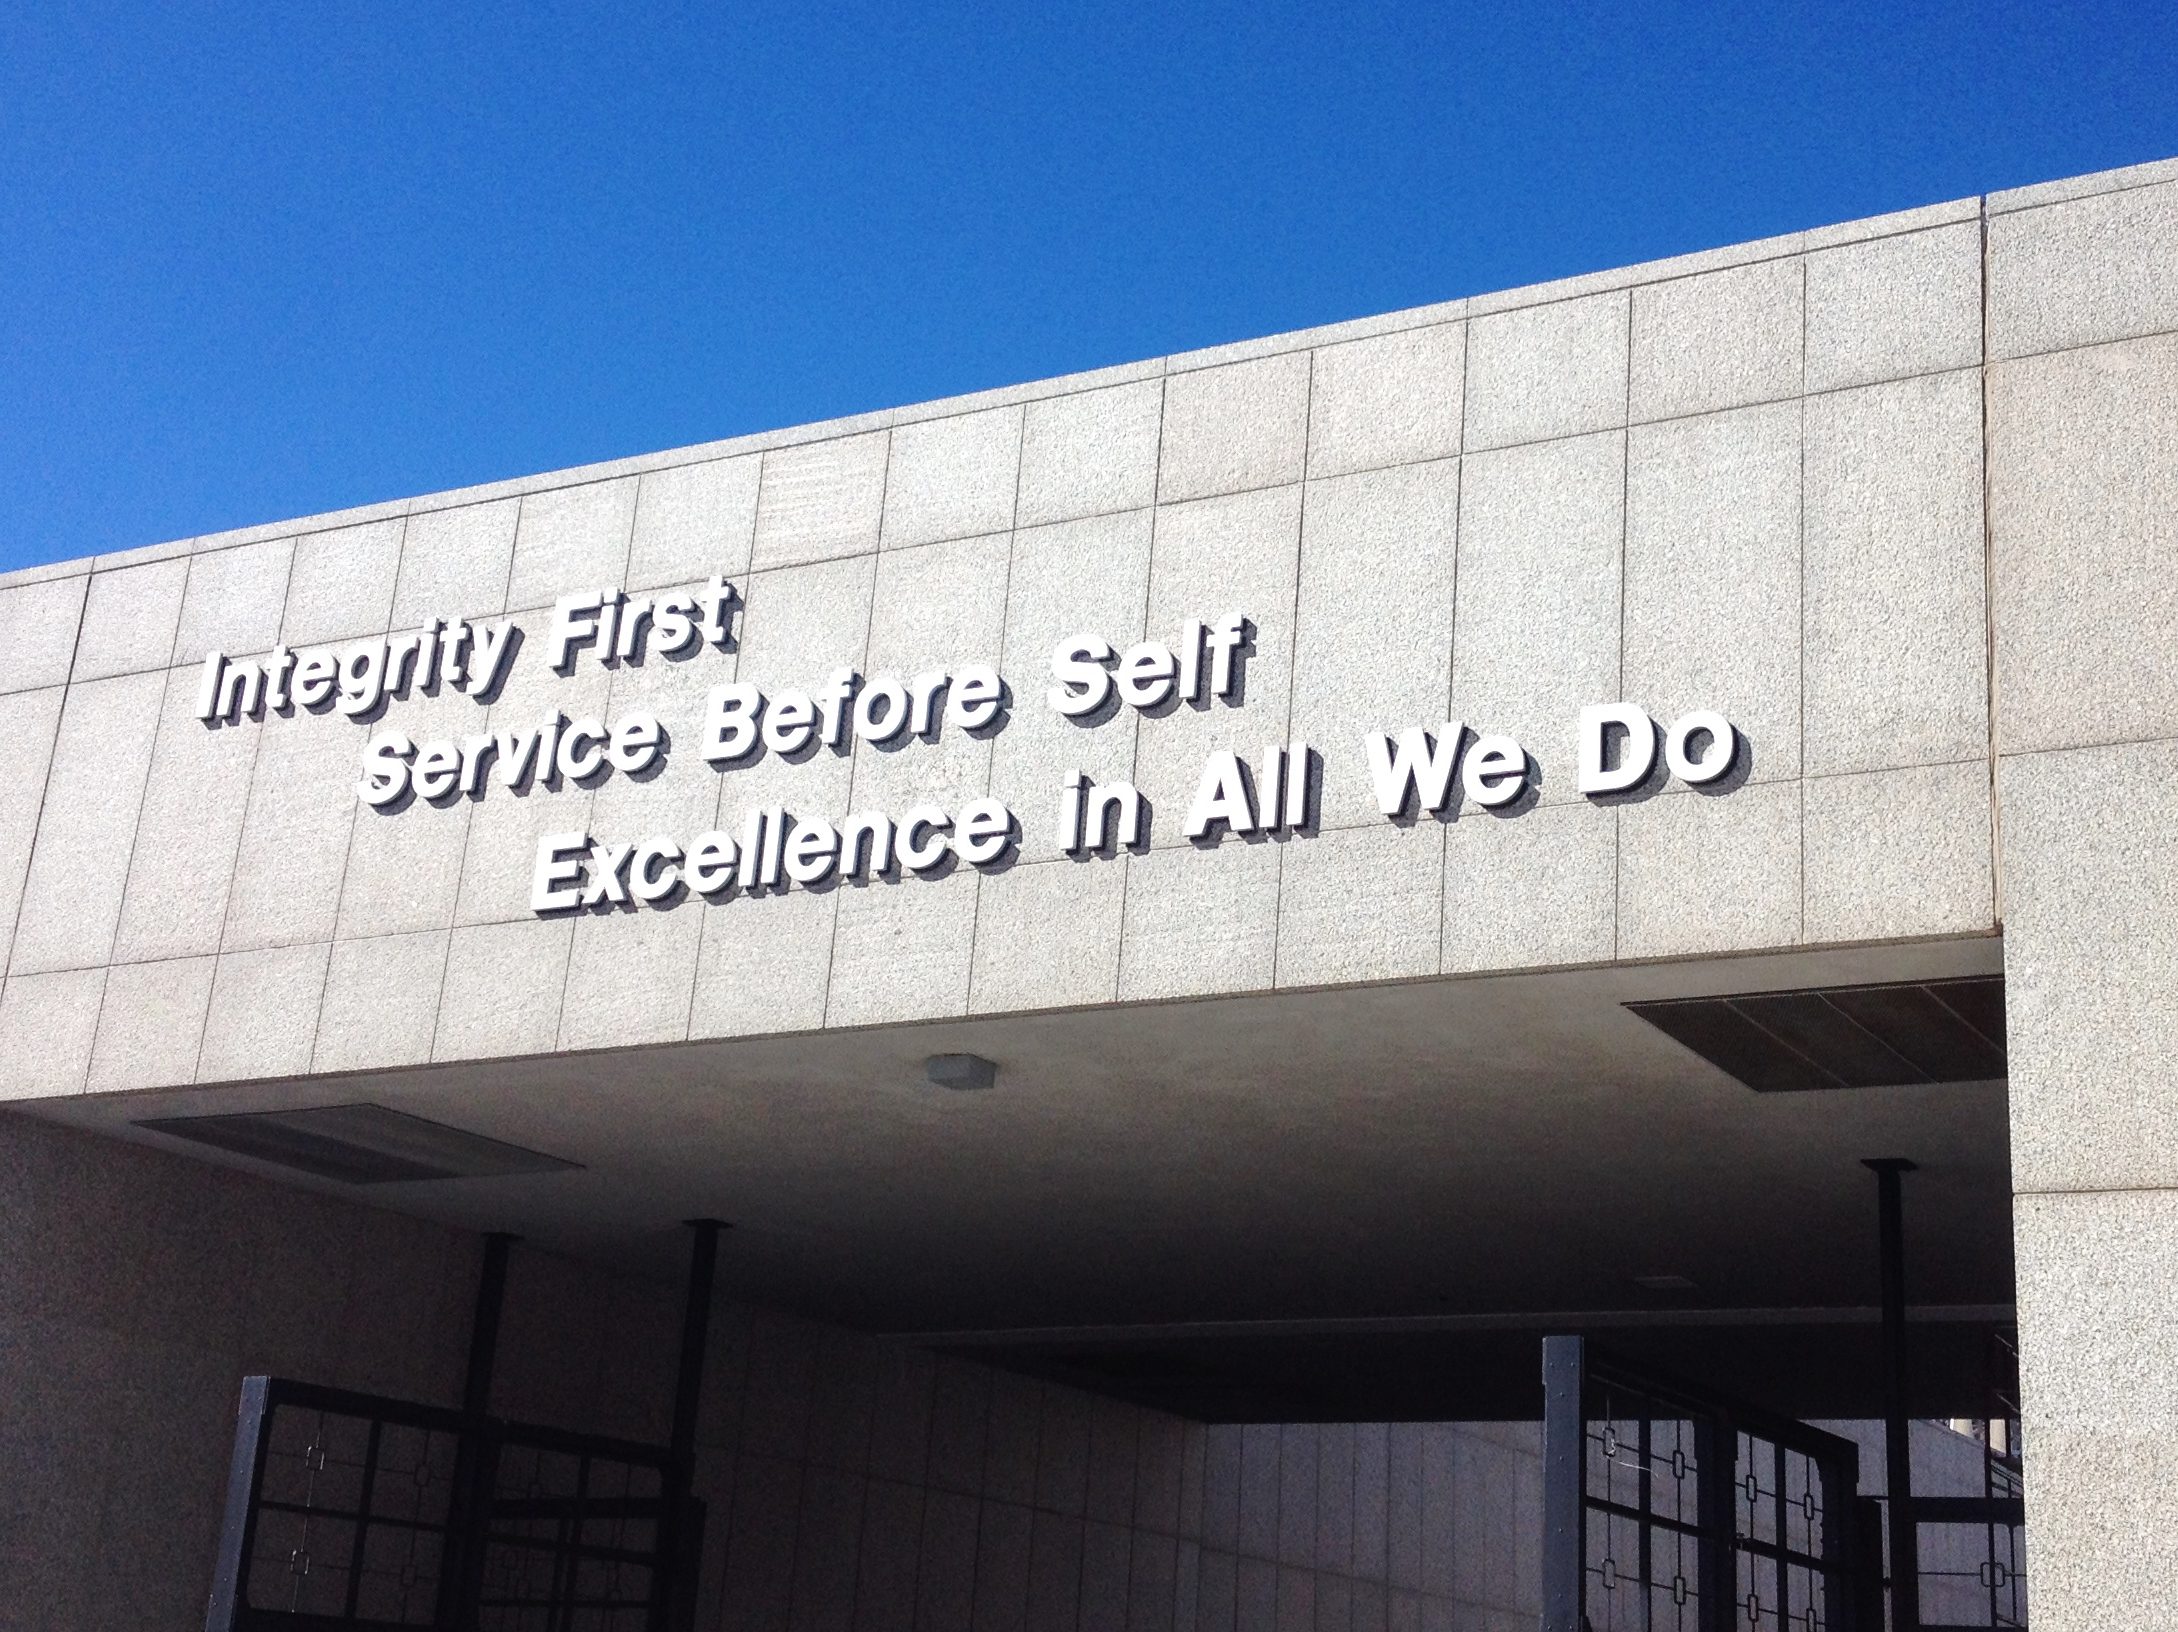 Integrity First
Service Before Self
Excellence in All We Do